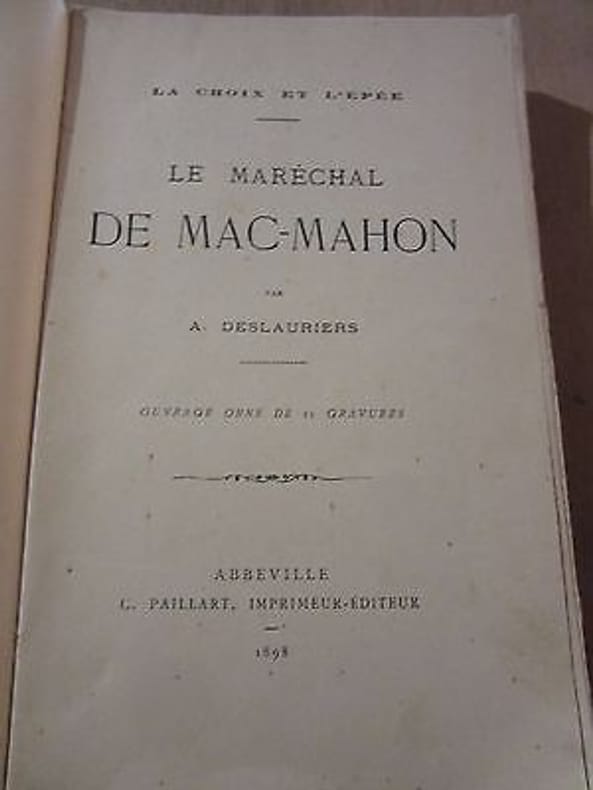 LA CROIX ET L'ÉPÉE
LE MARÉCHAL
DE MAC-MAHON
PAR
A. DESLAURIERS
OUVRAGE ORNÉ DE 11 GRAVURES
ABBEVILLE
C. PAILLART, IMPRIMEUR-ÉDITEUR
1898